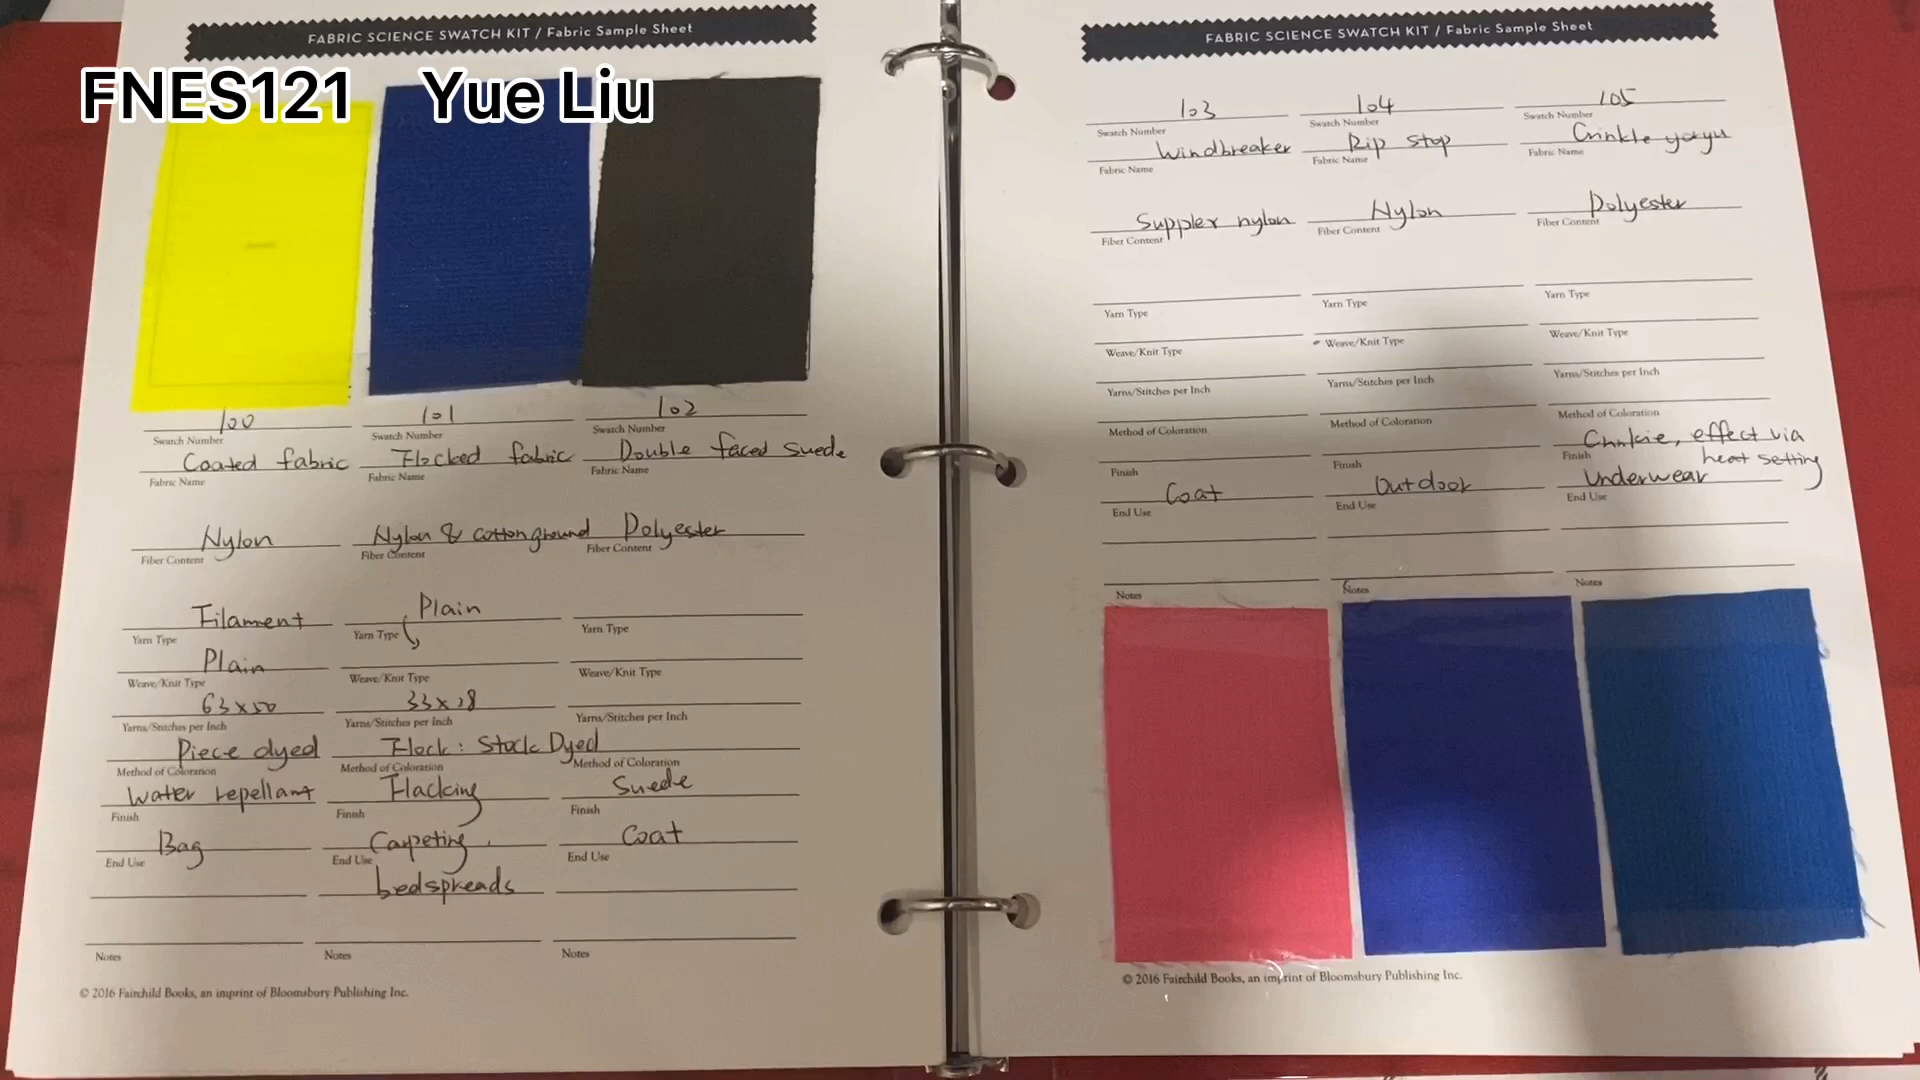 FNES121 Yue Liu
FABRIC SCIENCE SWATCH KIT / Fabric Sample Sheet
100 101 102
Swatch Number Swatch Number Swatch Number
Coated fabric Flocked fabric Double faced suede
Fabric Name Fabric Name Fabric Name
Nylon Nylon & cotton ground Polyester
Fiber Content Fiber Content Fiber Content
Filament Plain
Yarn Type Yarn Type Yarn Type
Plain
Weave/Knit Type Weave/Knit Type Weave/Knit Type
63x50 33x28
Yarns/Stitches per Inch Yarns/Stitches per Inch Yarns/Stitches per Inch
Piece dyed Flock: Stock Dyed
Method of Coloration Method of Coloration Method of Coloration
Water repellant Flocking Suede
Finish Finish Finish
Bag Carpeting, Coat
End Use End Use End Use
bedspreads
Notes Notes Notes
© 2016 Fairchild Books, an imprint of Bloomsbury Publishing Inc.
FABRIC SCIENCE SWATCH KIT / Fabric Sample Sheet
103 104 105
Swatch Number Swatch Number Swatch Number
Windbreaker Rip stop Crinkle
Fabric Name Fabric Name Fabric Name
Suppler nylon Nylon Polyester
Fiber Content Fiber Content Fiber Content
Yarn Type Yarn Type Yarn Type
Weave/Knit Type Weave/Knit Type Weave/Knit Type
Yarns/Stitches per Inch Yarns/Stitches per Inch Yarns/Stitches per Inch
Method of Coloration Method of Coloration Method of Coloration
effect via
heat setting
Finish Finish Finish
Coat Outdoor Underwear
End Use End Use End Use
Notes Notes Notes
© 2016 Fairchild Books, an imprint of Bloomsbury Publishing Inc.